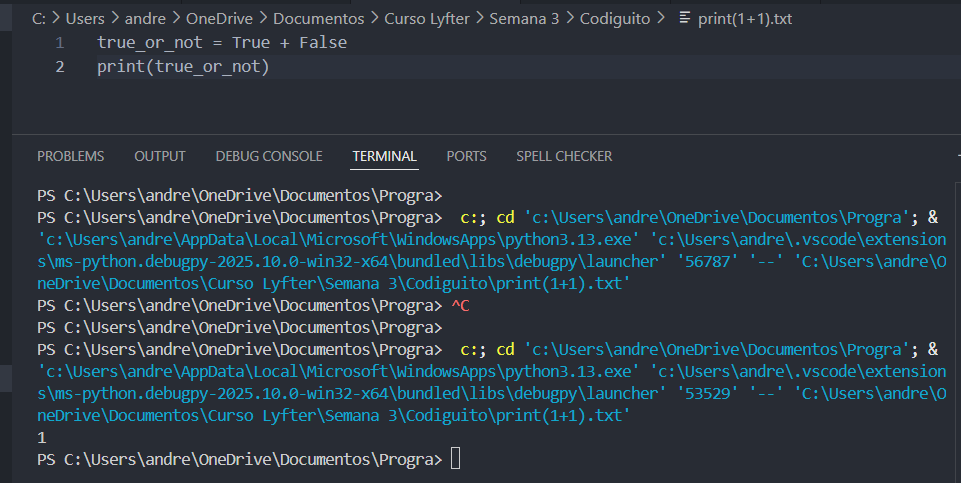 C: > Users > andre > OneDrive > Documentos > Curso Lyfter > Semana 3 > Codiguito > print(1+1).txt
1 true_or_not = True + False
2 print(true_or_not)
PROBLEMS OUTPUT DEBUG CONSOLE TERMINAL PORTS SPELL CHECKER
PS C:\Users\andre\OneDrive\Documentos\Progra>
PS C:\Users\andre\OneDrive\Documentos\Progra>  c:; cd 'c:\Users\andre\OneDrive\Documentos\Progra'; &
'c:\Users\andre\AppData\Local\Microsoft\WindowsApps\python3.13.exe' 'c:\Users\andre\.vscode\extension
s\ms-python.debugpy-2025.10.0-win32-x64\bundled\libs\debugpy\launcher' '56787' '--' 'C:\Users\andre\O
neDrive\Documentos\Curso Lyfter\Semana 3\Codiguito\print(1+1).txt'
PS C:\Users\andre\OneDrive\Documentos\Progra> ^C
PS C:\Users\andre\OneDrive\Documentos\Progra>
PS C:\Users\andre\OneDrive\Documentos\Progra>  c:; cd 'c:\Users\andre\OneDrive\Documentos\Progra'; &
'c:\Users\andre\AppData\Local\Microsoft\WindowsApps\python3.13.exe' 'c:\Users\andre\.vscode\extension
s\ms-python.debugpy-2025.10.0-win32-x64\bundled\libs\debugpy\launcher' '53529' '--' 'C:\Users\andre\O
neDrive\Documentos\Curso Lyfter\Semana 3\Codiguito\print(1+1).txt'
1
PS C:\Users\andre\OneDrive\Documentos\Progra>